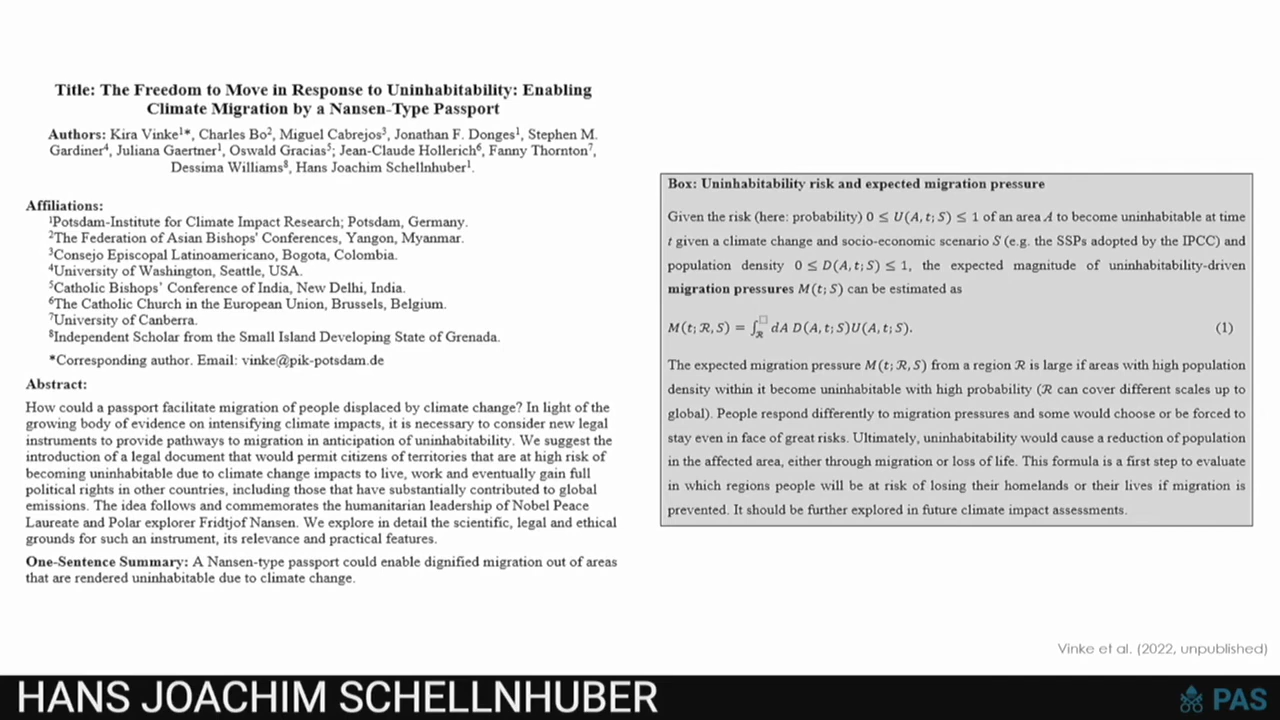 Title: The Freedom to Move in Response to Uninhabitability: Enabling
Climate Migration by a Nansen-Type Passport
Authors: Kira Vinke¹*, Charles Bo², Miguel Cabrejos³, Jonathan F. Donges¹, Stephen M.
Gardiner⁴, Juliana Gaertner¹, Oswald Gracias⁵; Jean-Claude Hollerich⁶, Fanny Thornton⁷,
Dessima Williams⁸, Hans Joachim Schellnhuber¹.
Affiliations:
¹Potsdam-Institute for Climate Impact Research; Potsdam, Germany.
²The Federation of Asian Bishops' Conferences, Yangon, Myanmar.
³Consejo Episcopal Latinoamericano, Bogota, Colombia.
⁴University of Washington, Seattle, USA.
⁵Catholic Bishops' Conference of India, New Delhi, India.
⁶The Catholic Church in the European Union, Brussels, Belgium.
⁷University of Canberra.
⁸Independent Scholar from the Small Island Developing State of Grenada.
*Corresponding author. Email: vinke@pik-potsdam.de
Abstract:
How could a passport facilitate migration of people displaced by climate change? In light of the
growing body of evidence on intensifying climate impacts, it is necessary to consider new legal
instruments to provide pathways to migration in anticipation of uninhabitability. We suggest the
introduction of a legal document that would permit citizens of territories that are at high risk of
becoming uninhabitable due to climate change impacts to live, work and eventually gain full
political rights in other countries, including those that have substantially contributed to global
emissions. The idea follows and commemorates the humanitarian leadership of Nobel Peace
Laureate and Polar explorer Fridtjof Nansen. We explore in detail the scientific, legal and ethical
grounds for such an instrument, its relevance and practical features.
One-Sentence Summary: A Nansen-type passport could enable dignified migration out of areas
that are rendered uninhabitable due to climate change.
Box: Uninhabitability risk and expected migration pressure
Given the risk (here: probability) 0 ≤ U(A, t; S) ≤ 1 of an area A to become uninhabitable at time
t given a climate change and socio-economic scenario S (e.g. the SSPs adopted by the IPCC) and
population density 0 ≤ D(A, t; S) ≤ 1, the expected magnitude of uninhabitability-driven
migration pressures M(t; S) can be estimated as
M(t; ℛ, S) = ∫_ℛ^□ dA D(A, t; S)U(A, t; S). (1)
The expected migration pressure M(t; ℛ, S) from a region ℛ is large if areas with high population
density within it become uninhabitable with high probability (ℛ can cover different scales up to
global). People respond differently to migration pressures and some would choose or be forced to
stay even in face of great risks. Ultimately, uninhabitability would cause a reduction of population
in the affected area, either through migration or loss of life. This formula is a first step to evaluate
in which regions people will be at risk of losing their homelands or their lives if migration is
prevented. It should be further explored in future climate impact assessments.
Vinke et al. (2022, unpublished)
HANS JOACHIM SCHELLNHUBER
PAS